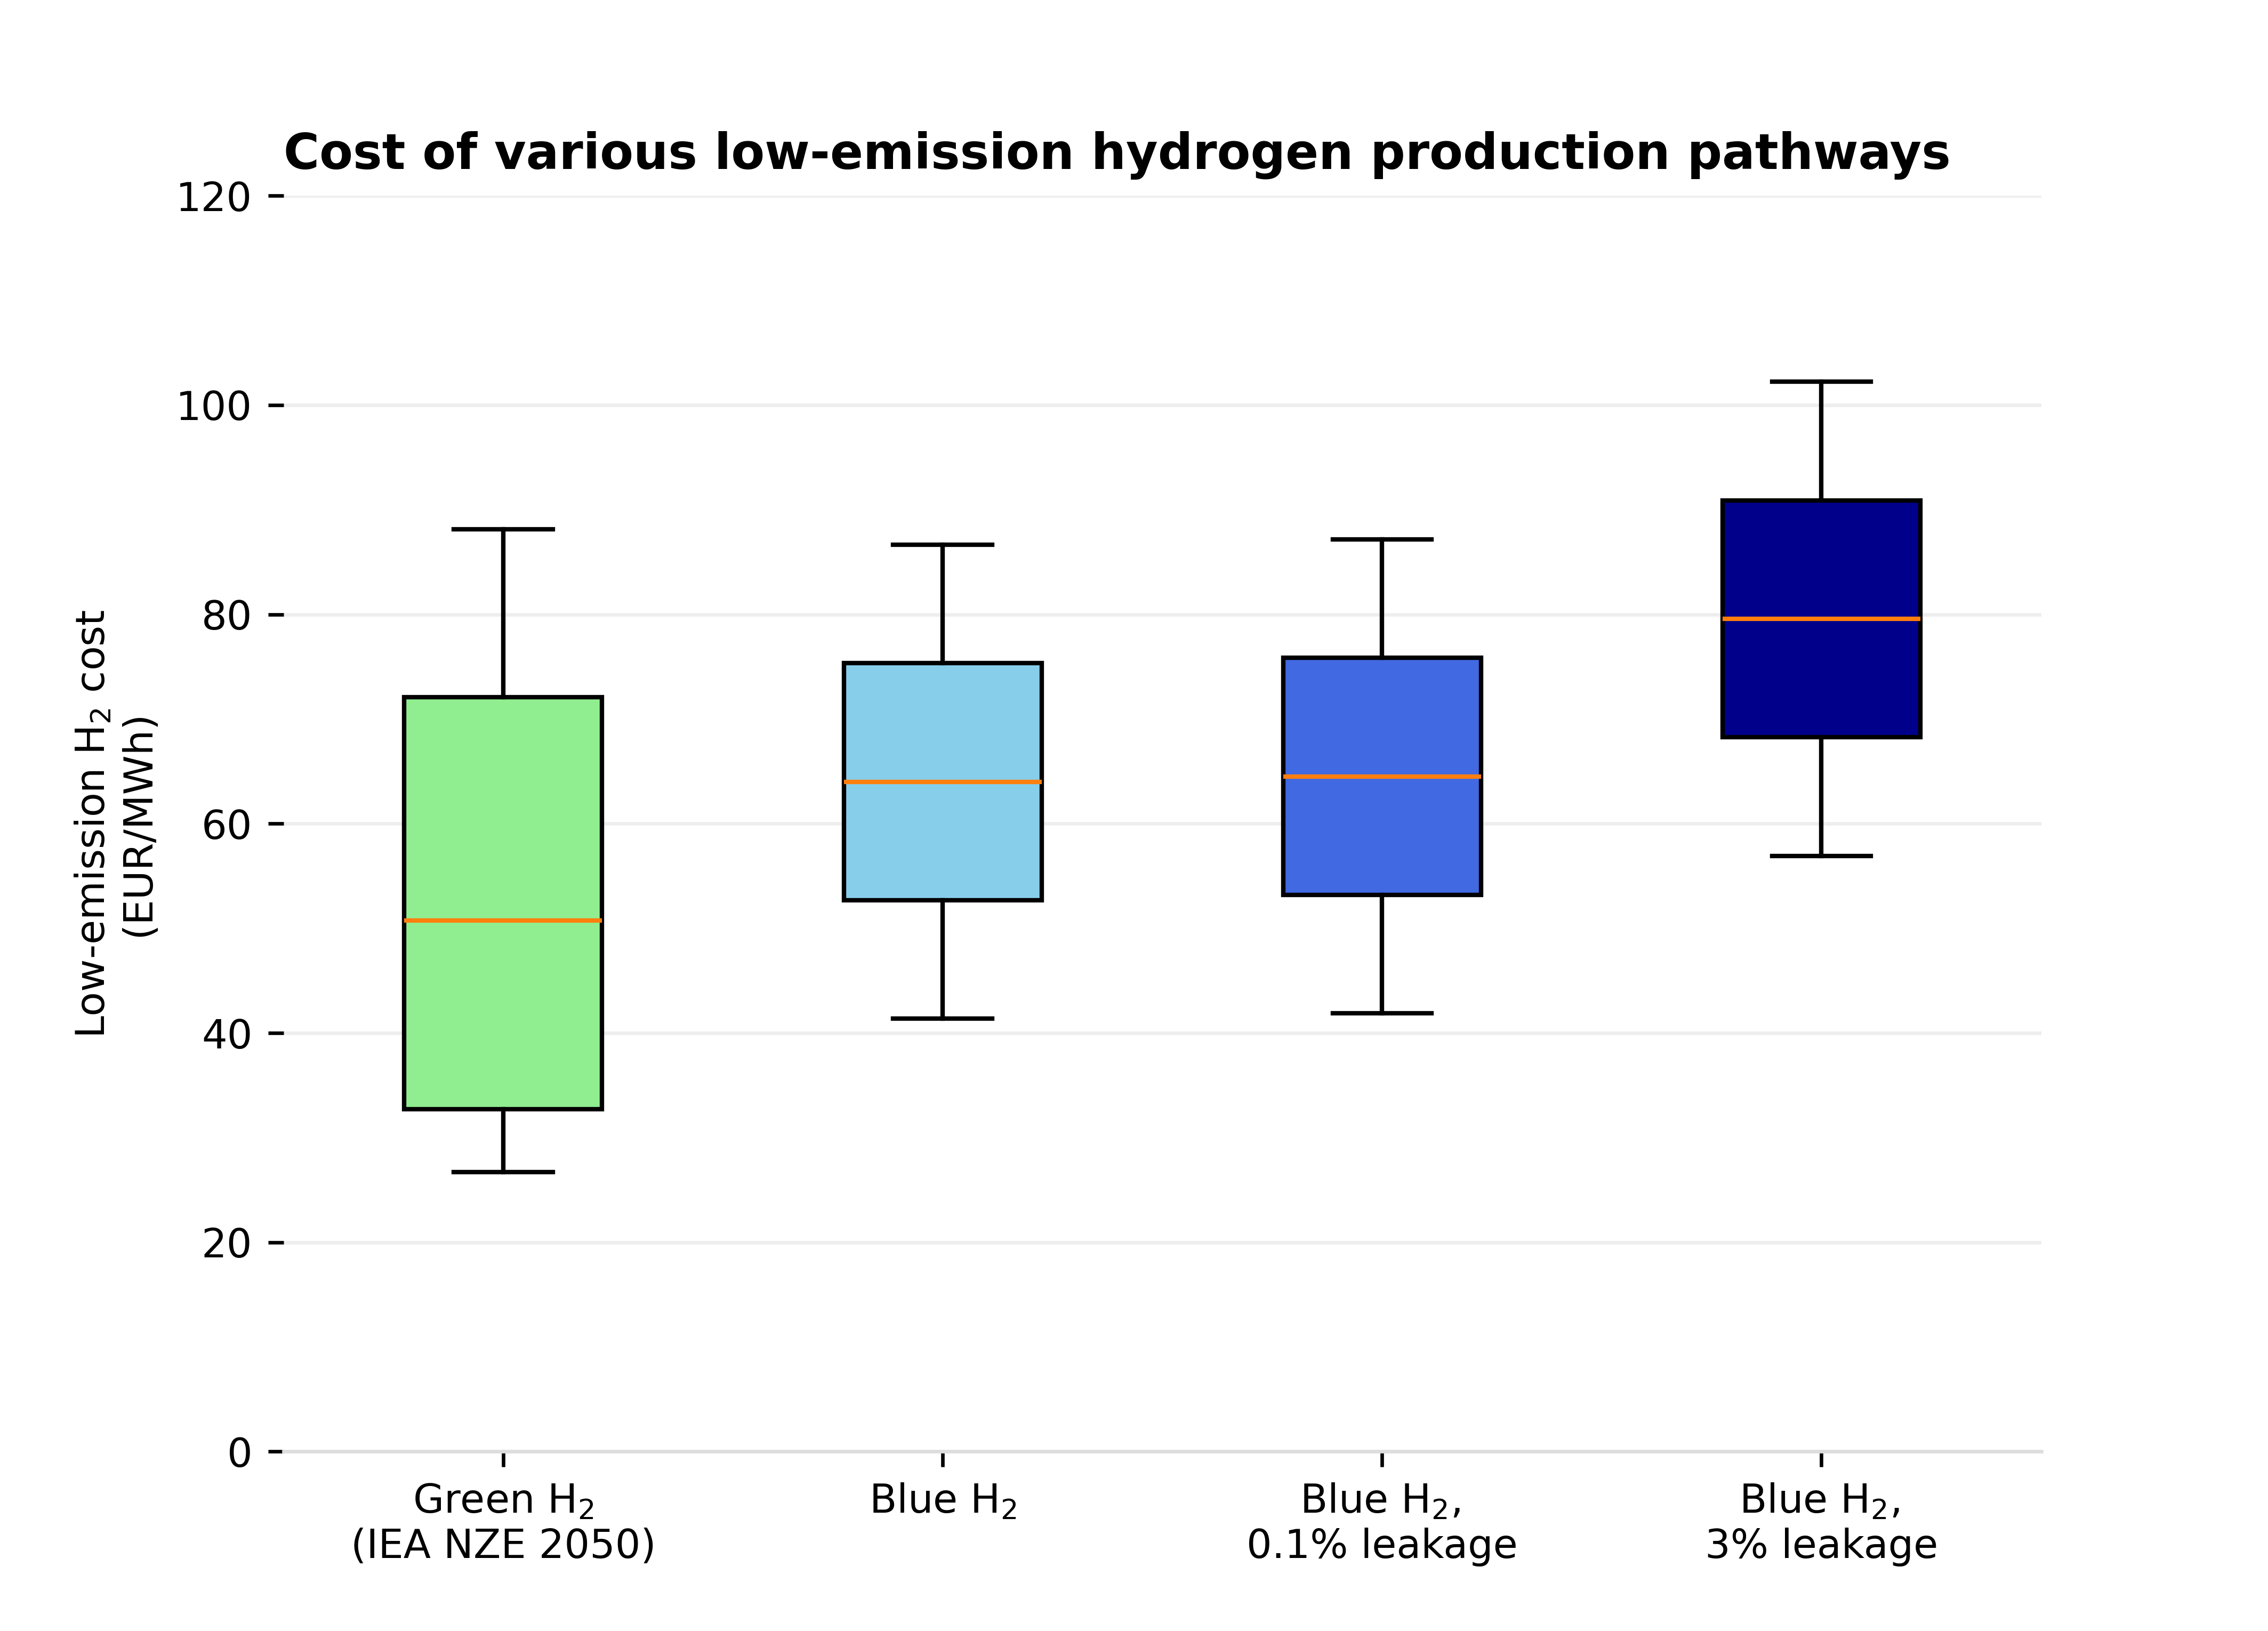 Cost of various low-emission hydrogen production pathways
120
100
80
60
40
20
0
Low-emission H₂ cost
(EUR/MWh)
Green H₂
(IEA NZE 2050)
Blue H₂
Blue H₂,
0.1% leakage
Blue H₂,
3% leakage